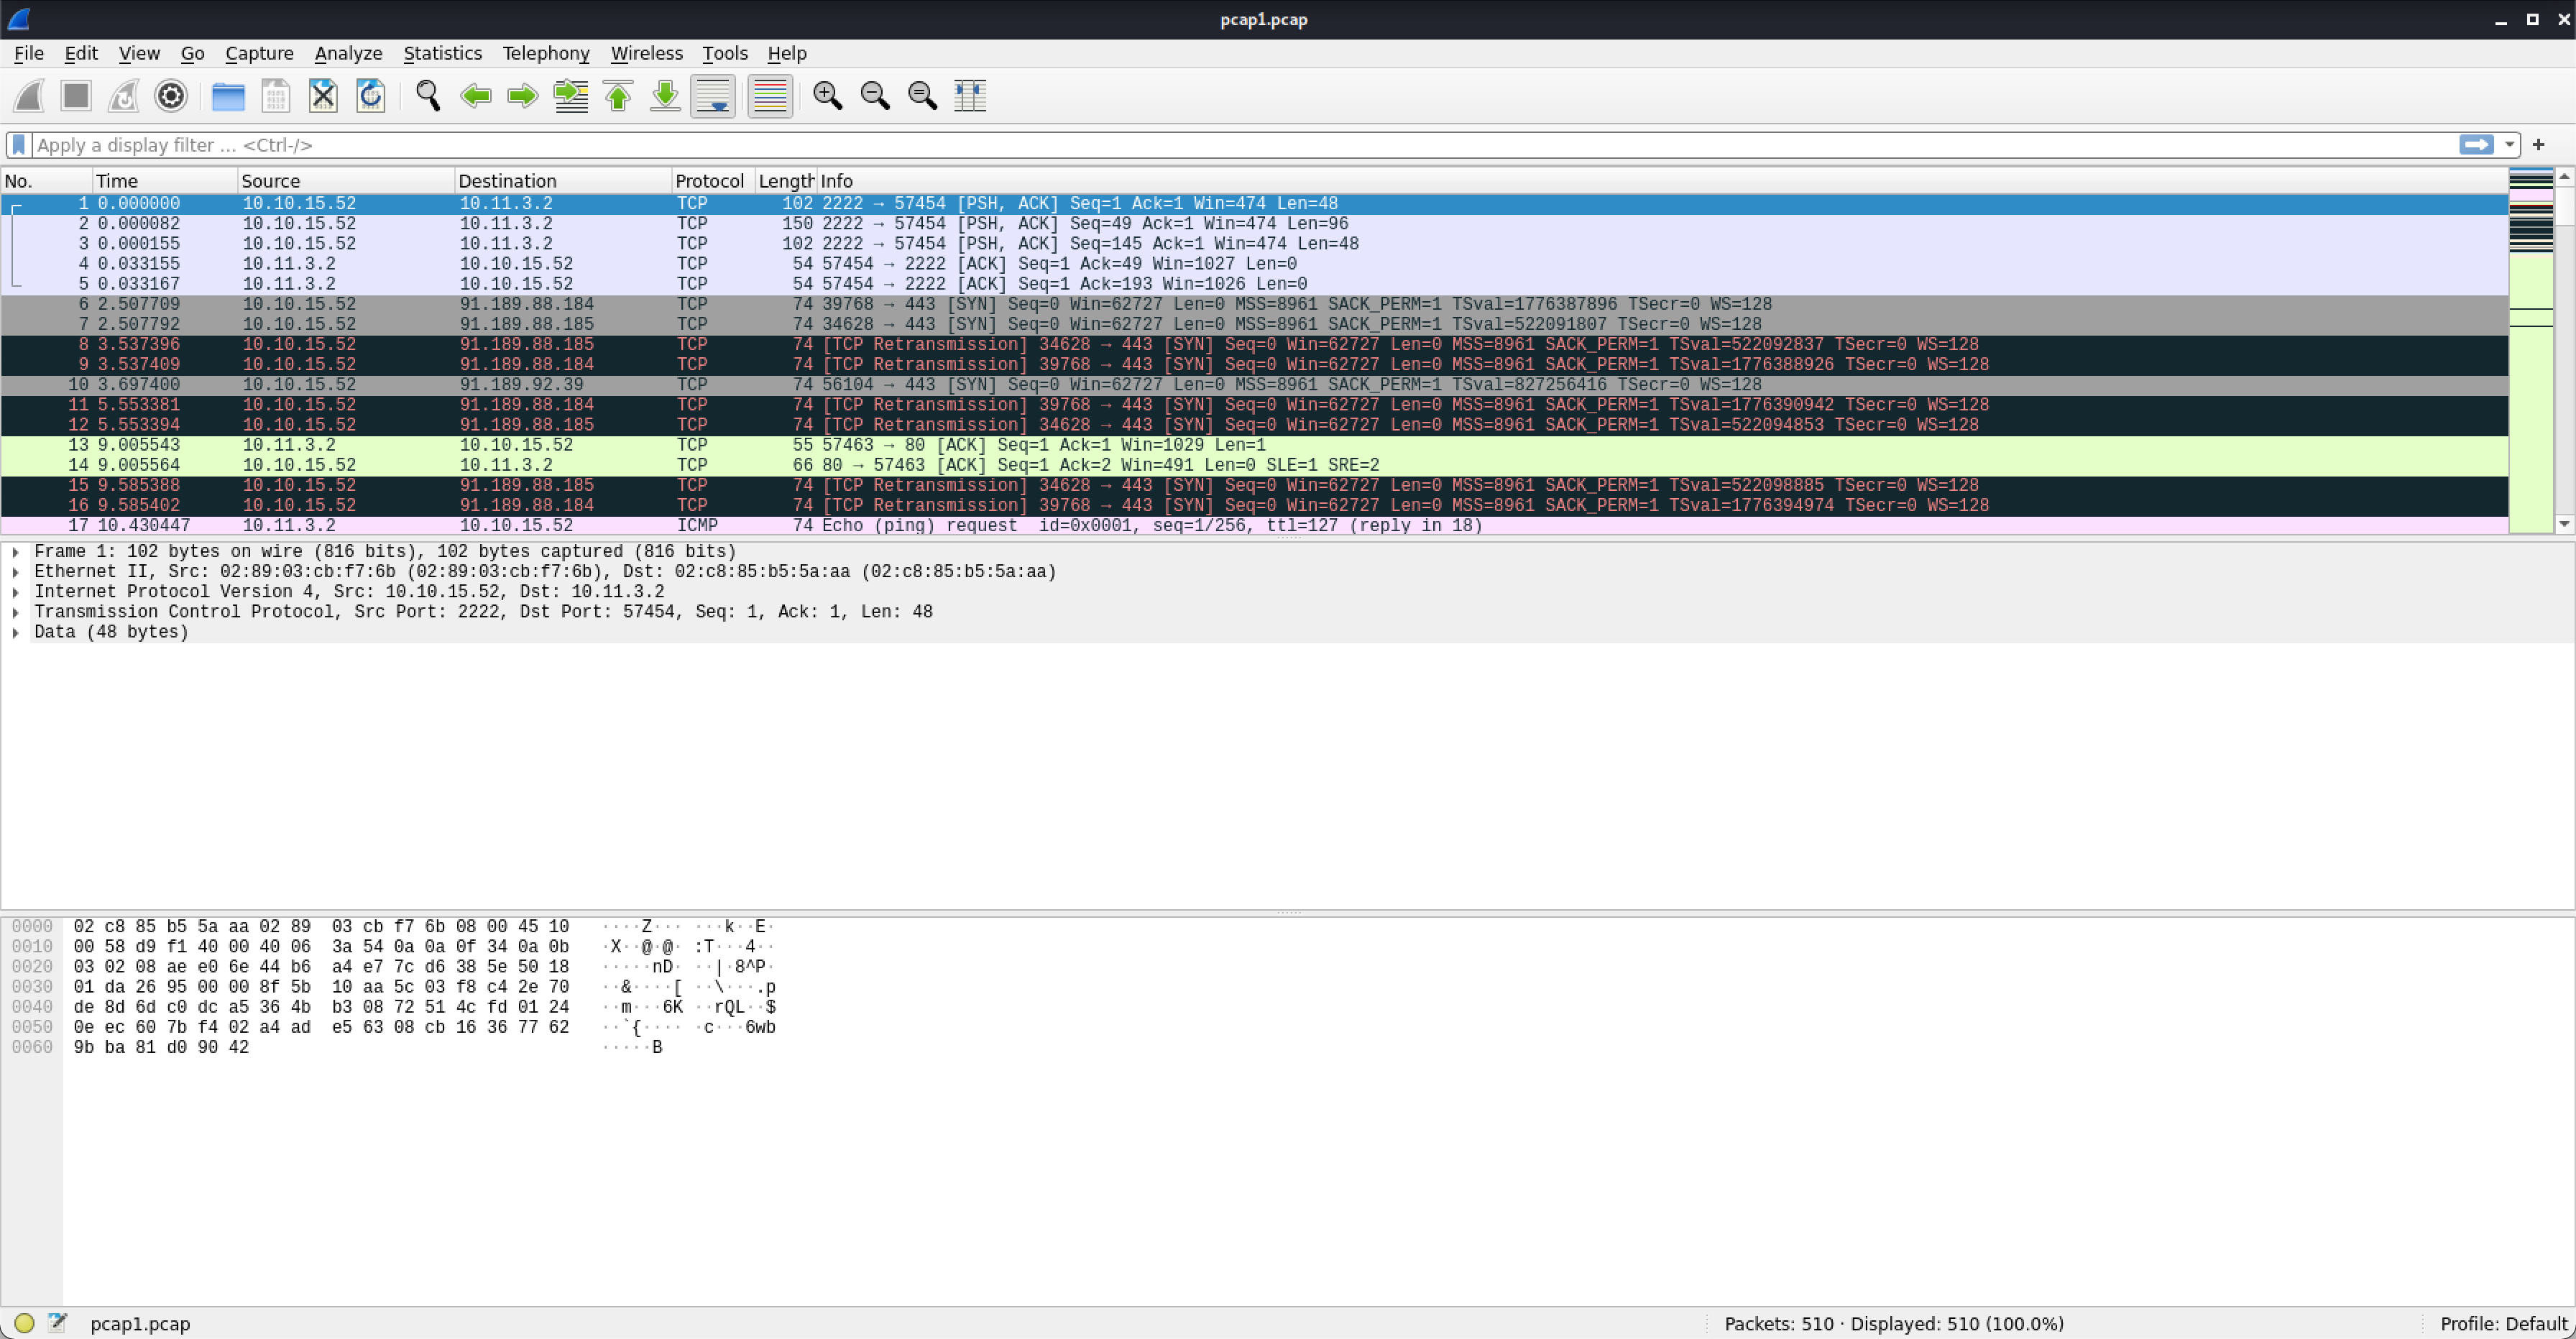 pcap1.pcap
File Edit View Go Capture Analyze Statistics Telephony Wireless Tools Help
Apply a display filter ... <Ctrl-/>
No. Time Source Destination Protocol Length Info
1 0.000000 10.10.15.52 10.11.3.2 TCP 102 2222 → 57454 [PSH, ACK] Seq=1 Ack=1 Win=474 Len=48
2 0.000082 10.10.15.52 10.11.3.2 TCP 150 2222 → 57454 [PSH, ACK] Seq=49 Ack=1 Win=474 Len=96
3 0.000155 10.10.15.52 10.11.3.2 TCP 102 2222 → 57454 [PSH, ACK] Seq=145 Ack=1 Win=474 Len=48
4 0.033155 10.11.3.2 10.10.15.52 TCP 54 57454 → 2222 [ACK] Seq=1 Ack=49 Win=1027 Len=0
5 0.033167 10.11.3.2 10.10.15.52 TCP 54 57454 → 2222 [ACK] Seq=1 Ack=193 Win=1026 Len=0
6 2.507709 10.10.15.52 91.189.88.184 TCP 74 39768 → 443 [SYN] Seq=0 Win=62727 Len=0 MSS=8961 SACK_PERM=1 TSval=1776387896 TSecr=0 WS=128
7 2.507792 10.10.15.52 91.189.88.185 TCP 74 34628 → 443 [SYN] Seq=0 Win=62727 Len=0 MSS=8961 SACK_PERM=1 TSval=522091807 TSecr=0 WS=128
8 3.537396 10.10.15.52 91.189.88.185 TCP 74 [TCP Retransmission] 34628 → 443 [SYN] Seq=0 Win=62727 Len=0 MSS=8961 SACK_PERM=1 TSval=522092837 TSecr=0 WS=128
9 3.537409 10.10.15.52 91.189.88.184 TCP 74 [TCP Retransmission] 39768 → 443 [SYN] Seq=0 Win=62727 Len=0 MSS=8961 SACK_PERM=1 TSval=1776388926 TSecr=0 WS=128
10 3.697400 10.10.15.52 91.189.92.39 TCP 74 56104 → 443 [SYN] Seq=0 Win=62727 Len=0 MSS=8961 SACK_PERM=1 TSval=827256416 TSecr=0 WS=128
11 5.553381 10.10.15.52 91.189.88.184 TCP 74 [TCP Retransmission] 39768 → 443 [SYN] Seq=0 Win=62727 Len=0 MSS=8961 SACK_PERM=1 TSval=1776390942 TSecr=0 WS=128
12 5.553394 10.10.15.52 91.189.88.185 TCP 74 [TCP Retransmission] 34628 → 443 [SYN] Seq=0 Win=62727 Len=0 MSS=8961 SACK_PERM=1 TSval=522094853 TSecr=0 WS=128
13 9.005543 10.11.3.2 10.10.15.52 TCP 55 57463 → 80 [ACK] Seq=1 Ack=1 Win=1029 Len=1
14 9.005564 10.10.15.52 10.11.3.2 TCP 66 80 → 57463 [ACK] Seq=1 Ack=2 Win=491 Len=0 SLE=1 SRE=2
15 9.585388 10.10.15.52 91.189.88.185 TCP 74 [TCP Retransmission] 34628 → 443 [SYN] Seq=0 Win=62727 Len=0 MSS=8961 SACK_PERM=1 TSval=522098885 TSecr=0 WS=128
16 9.585402 10.10.15.52 91.189.88.184 TCP 74 [TCP Retransmission] 39768 → 443 [SYN] Seq=0 Win=62727 Len=0 MSS=8961 SACK_PERM=1 TSval=1776394974 TSecr=0 WS=128
17 10.430447 10.11.3.2 10.10.15.52 ICMP 74 Echo (ping) request id=0x0001, seq=1/256, ttl=127 (reply in 18)
Frame 1: 102 bytes on wire (816 bits), 102 bytes captured (816 bits)
Ethernet II, Src: 02:89:03:cb:f7:6b (02:89:03:cb:f7:6b), Dst: 02:c8:85:b5:5a:aa (02:c8:85:b5:5a:aa)
Internet Protocol Version 4, Src: 10.10.15.52, Dst: 10.11.3.2
Transmission Control Protocol, Src Port: 2222, Dst Port: 57454, Seq: 1, Ack: 1, Len: 48
Data (48 bytes)
0000 02 c8 85 b5 5a aa 02 89 03 cb f7 6b 08 00 45 10 ····Z··· ···k··E·
0010 00 58 d9 f1 40 00 40 06 3a 54 0a 0a 0f 34 0a 0b ·X··@·@· :T···4··
0020 03 02 08 ae e0 6e 44 b6 a4 e7 7c d6 38 5e 50 18 ·····nD· ··|·8^P·
0030 01 da 26 95 00 00 8f 5b 10 aa 5c 03 f8 c4 2e 70 ··&····[ ··\···.p
0040 de 8d 6d c0 dc a5 36 4b b3 08 72 51 4c fd 01 24 ··m···6K ··rQL··$
0050 0e ec 60 7b f4 02 a4 ad e5 63 08 cb 16 36 77 62 ··`{···· ·c···6wb
0060 9b ba 81 d0 90 42 ·····B
pcap1.pcap Packets: 510 · Displayed: 510 (100.0%) Profile: Default